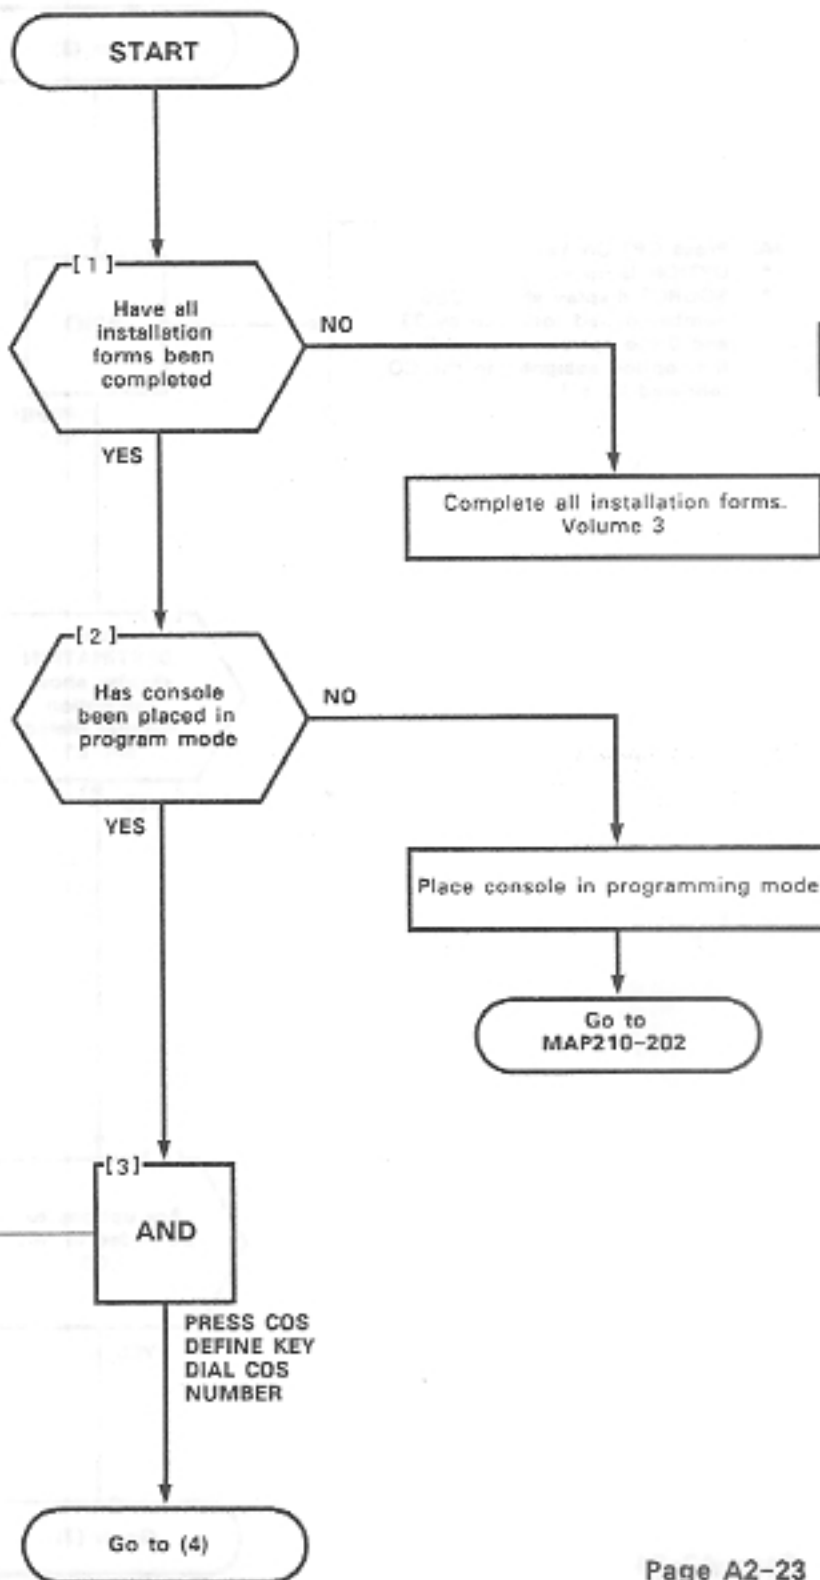 START
[1]
Have all
installation
forms been
completed
NO
YES
Complete all installation forms.
Volume 3
[2]
Has console
been placed in
program mode
NO
YES
Place console in programming mode
Go to
MAP210-202
[3]
AND
PRESS COS
DEFINE KEY
DIAL COS
NUMBER
Go to (4)
Page A2-23